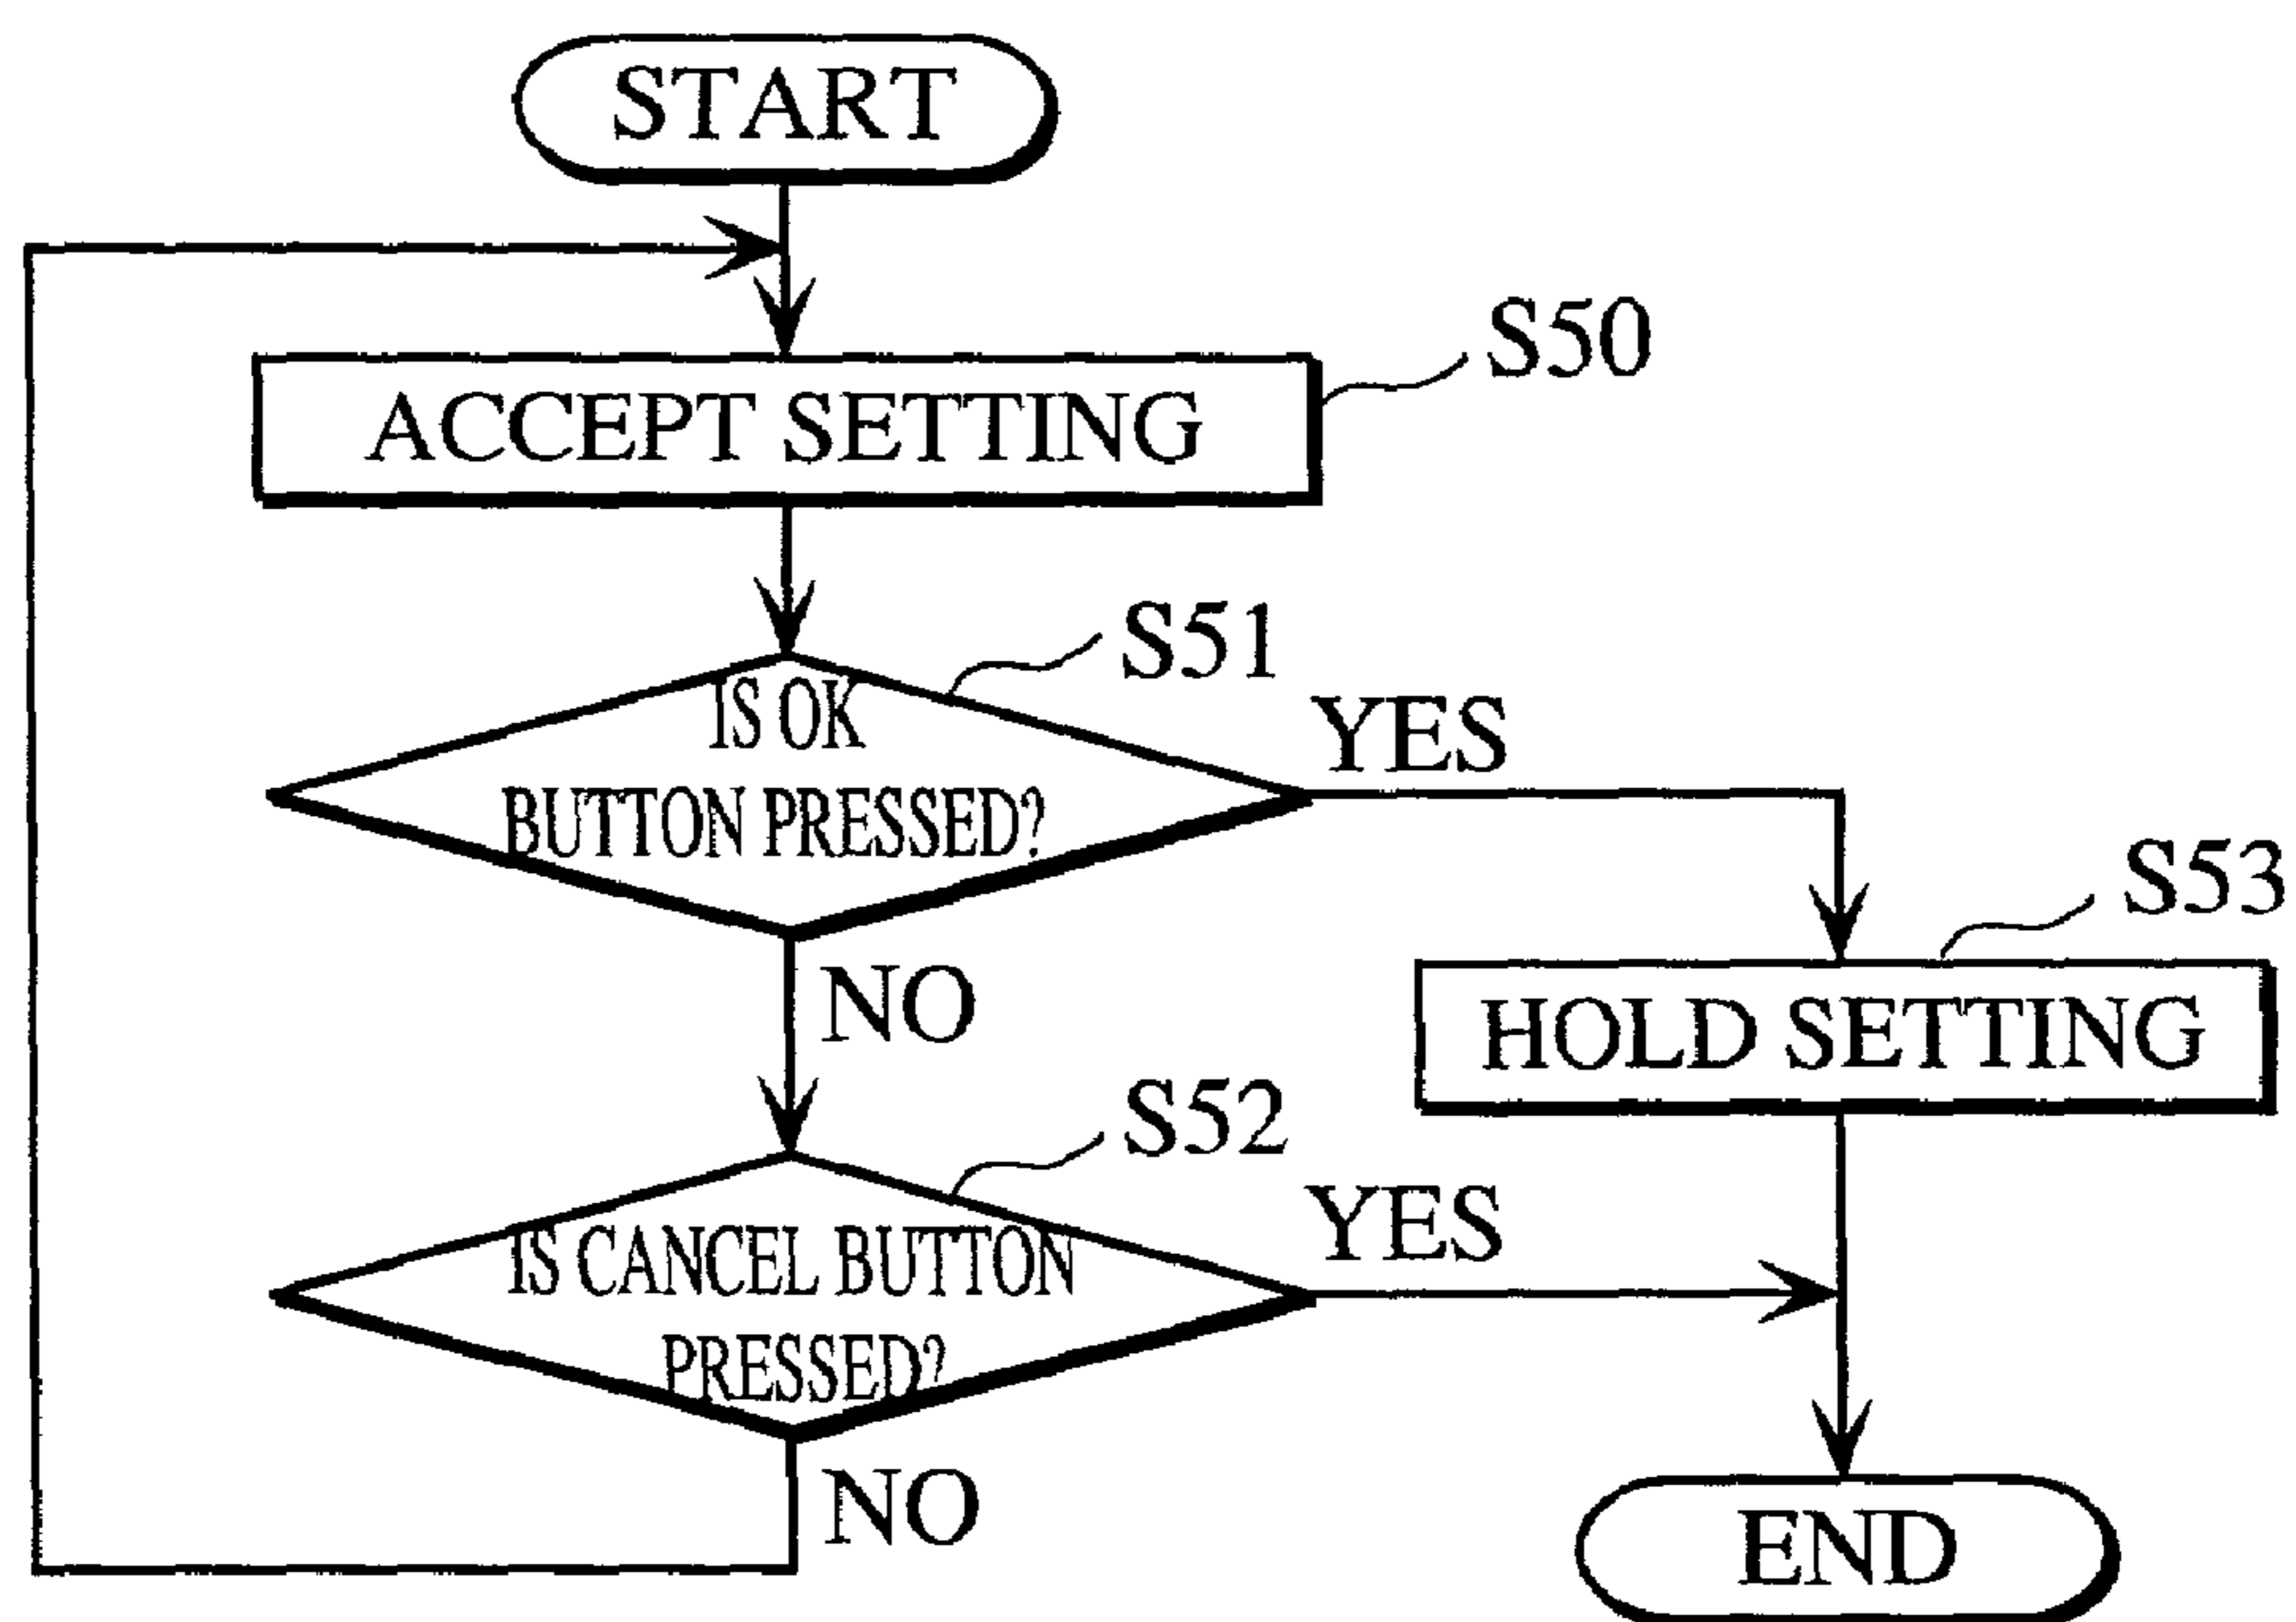 START
S50
ACCEPT SETTING
S51
IS OK
BUTTON PRESSED?
YES
NO
S53
HOLD SETTING
S52
IS CANCEL BUTTON
PRESSED?
YES
NO
END